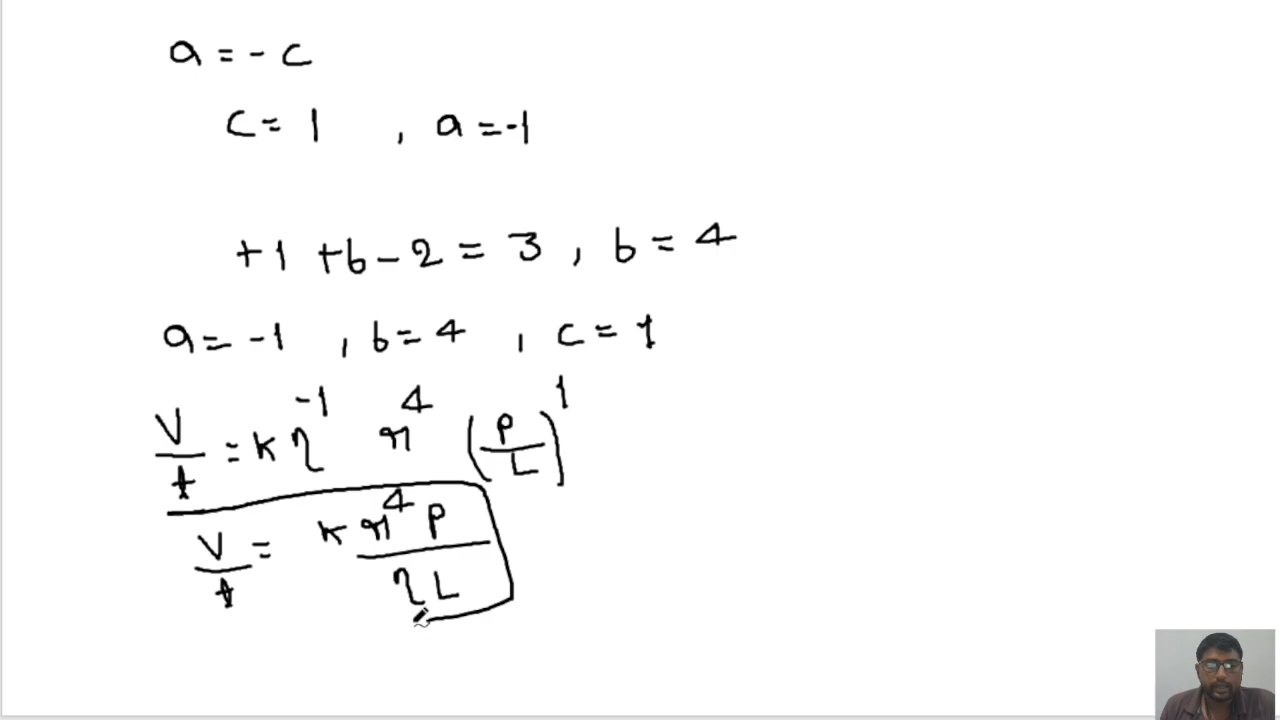 a = - c
c = 1 , a = -1
+1 +b - 2 = 3 , b = 4
a = -1 , b = 4 , c = 1
V/t = k η^-1 r^4 (P/L)^1
V/t = k r^4 P / η L